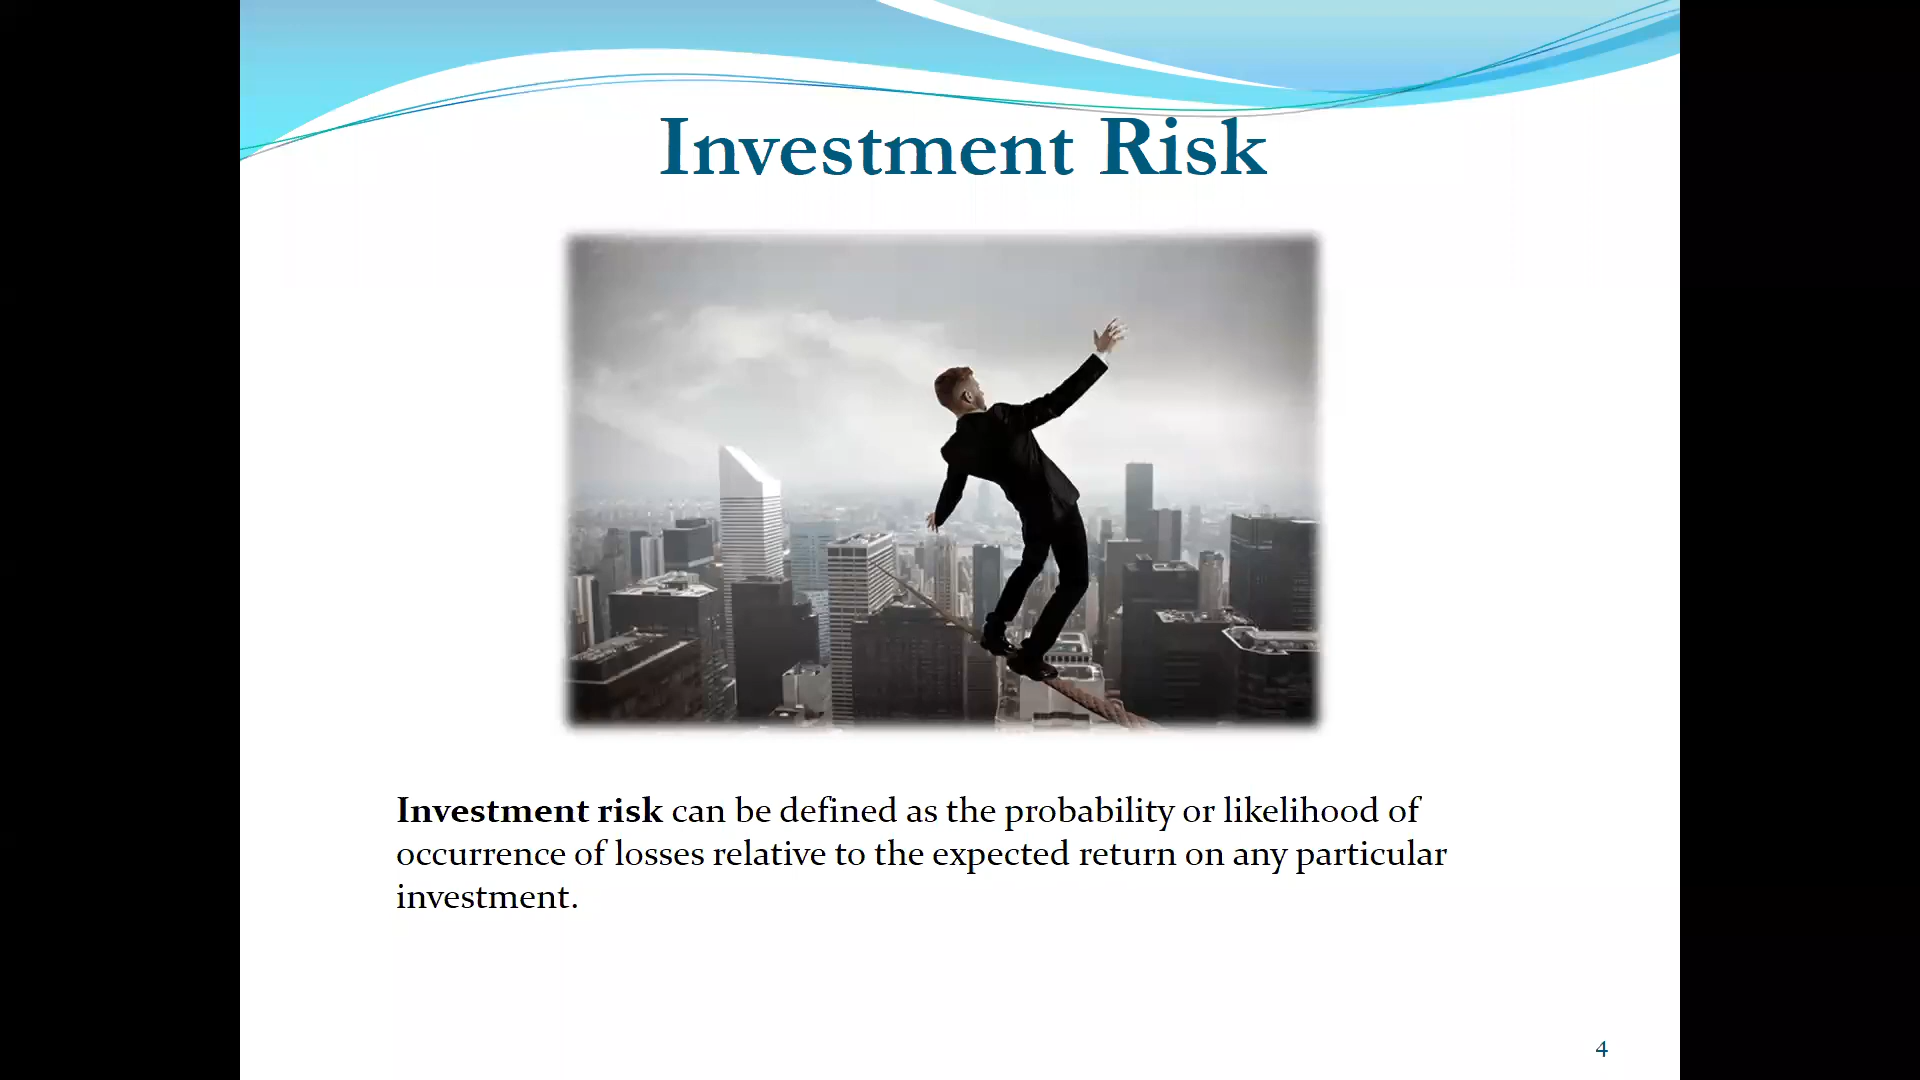 Investment Risk
Investment risk can be defined as the probability or likelihood of
occurrence of losses relative to the expected return on any particular
investment.
4